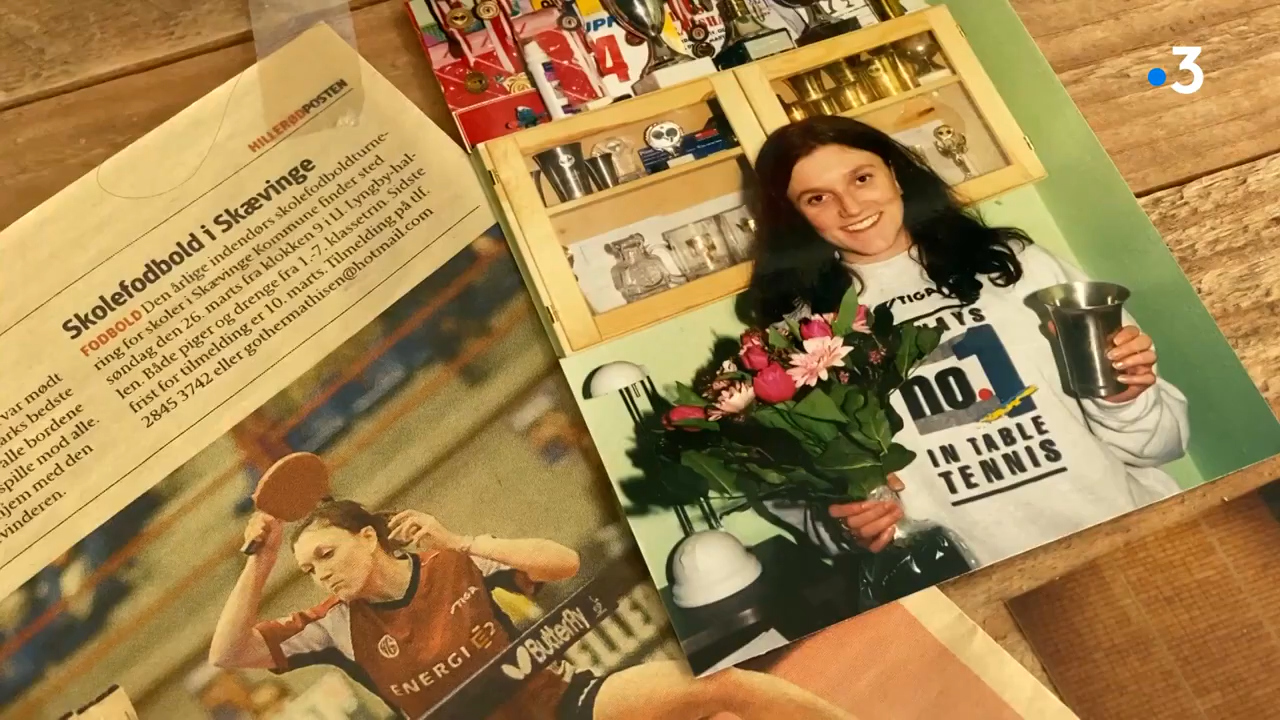 HILLERØDPOSTEN
Skolefodbold i Skævinge
FODBOLD Den årlige indendørs skolefodboldturne-
ring for skoler i Skævinge Kommune finder sted
søndag den 26. marts fra klokken 9 i Ll. Lyngby-hal-
len. Både piger og drenge fra 1.-7. klassetrin. Sidste
frist for tilmelding er 10. marts. Tilmelding på tlf.
2845 3742 eller gothermathisen@hotmail.com
var mødt
arks bedste
alle bordene
spille mod alle.
hjem med den
vinderen.
STIGA
ENERGI
Butterfly
4
STIGA
no.1
IN TABLE
TENNIS
3